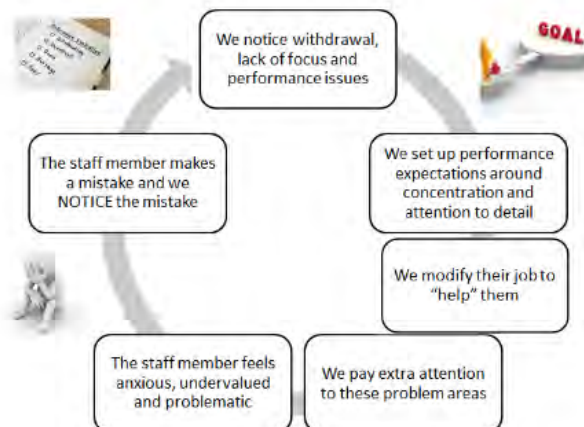 We notice withdrawal,
lack of focus and
performance issues
GOAL
We set up performance
expectations around
concentration and
attention to detail
We modify their job to
"help" them
We pay extra attention
to these problem areas
The staff member feels
anxious, undervalued
and problematic
The staff member makes
a mistake and we
NOTICE the mistake